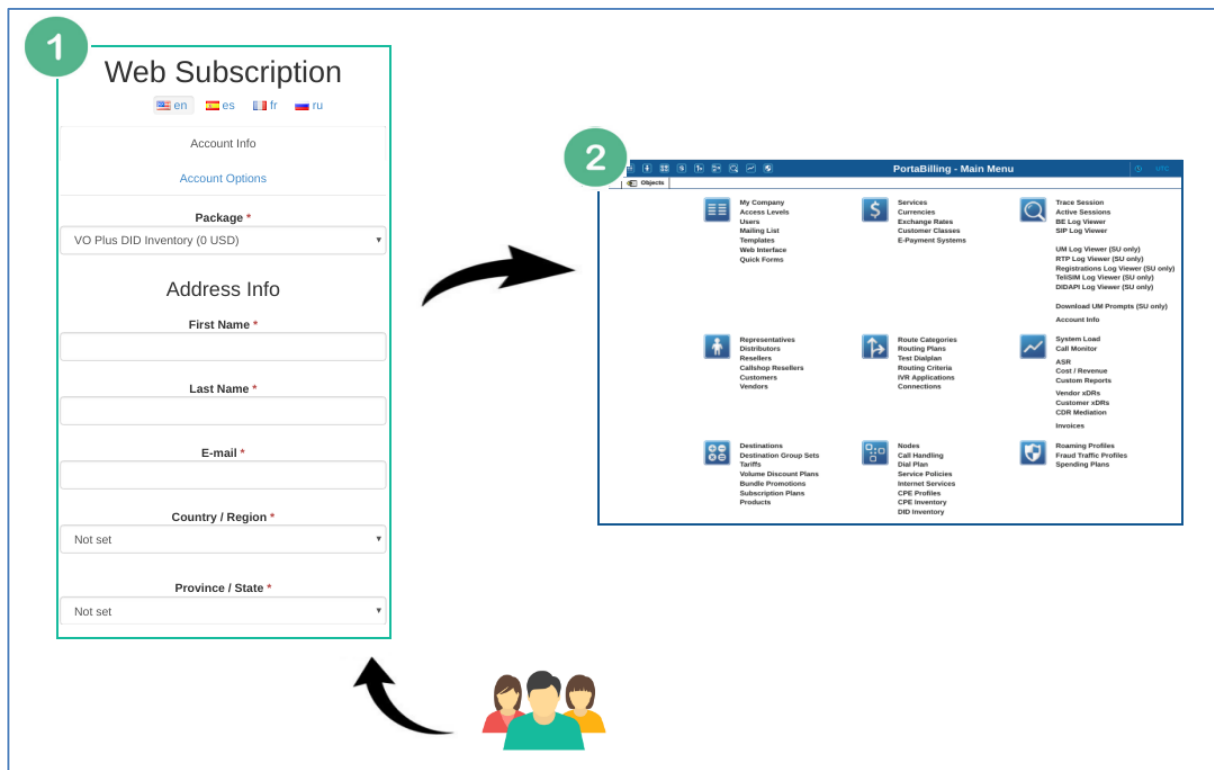 1
Web Subscription
en es fr ru
Account Info
Account Options
Package *
VO Plus DID Inventory (0 USD)
Address Info
First Name *
Last Name *
E-mail *
Country / Region *
Not set
Province / State *
Not set
2
PortaBilling - Main Menu
UTC
Objects
My Company
Access Levels
Users
Mailing List
Templates
Web Interface
Quick Forms
Services
Currencies
Exchange Rates
Customer Classes
E-Payment Systems
Trace Session
Active Sessions
BE Log Viewer
SIP Log Viewer
UM Log Viewer (SU only)
RTP Log Viewer (SU only)
Registrations Log Viewer (SU only)
TeliSIM Log Viewer (SU only)
DIDAPI Log Viewer (SU only)
Download UM Prompts (SU only)
Account Info
Representatives
Distributors
Resellers
Callshop Resellers
Customers
Vendors
Route Categories
Routing Plans
Test Dialplan
Routing Criteria
IVR Applications
Connections
System Load
Call Monitor
ASR
Cost / Revenue
Custom Reports
Vendor xDRs
Customer xDRs
CDR Mediation
Invoices
Destinations
Destination Group Sets
Tariffs
Volume Discount Plans
Bundle Promotions
Subscription Plans
Products
Nodes
Call Handling
Dial Plan
Service Policies
Internet Services
CPE Profiles
CPE Inventory
DID Inventory
Roaming Profiles
Fraud Traffic Profiles
Spending Plans